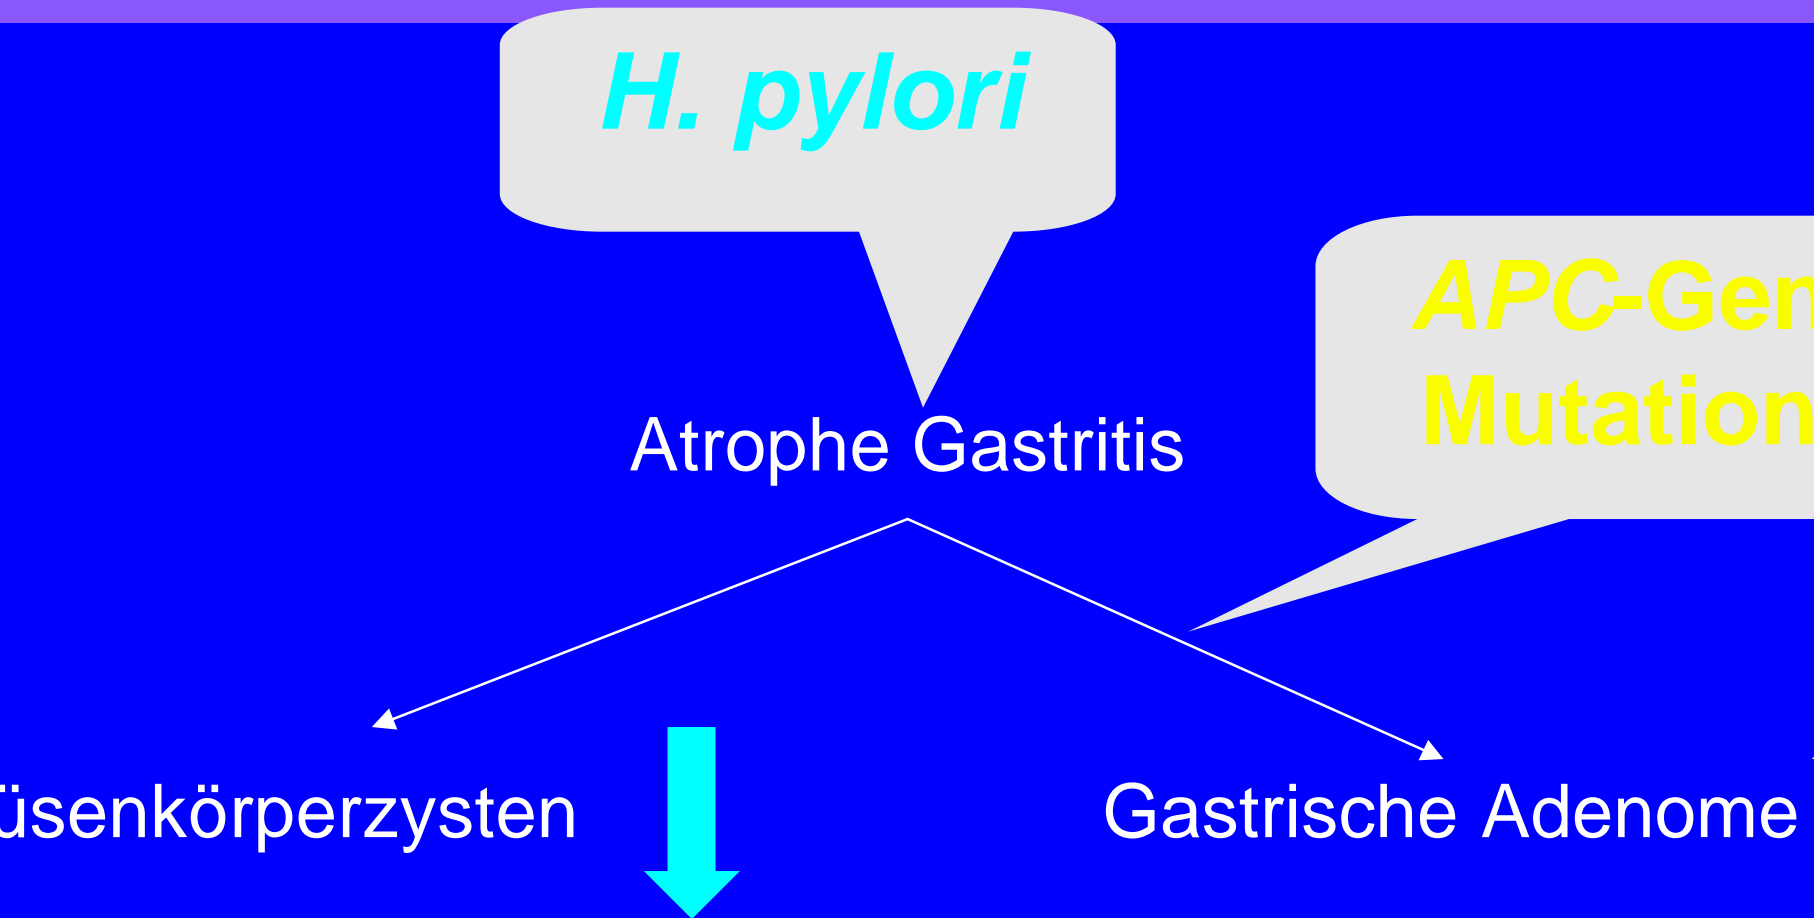 H. pylori
APC-Gen
Mutation
Atrophe Gastritis
üsenkörperzysten
Gastrische Adenome